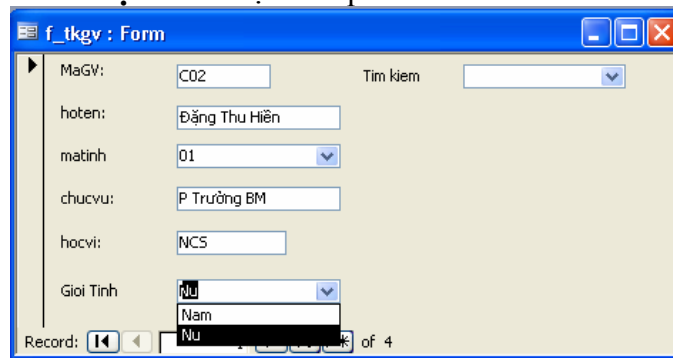 f_tkgv : Form
MaGV: C02 Tim kiem
hoten: Đặng Thu Hiền
matinh 01
chucvu: P Trưởng BM
hocvi: NCS
Gioi Tinh Nu
Nam
Nu
Record: of 4